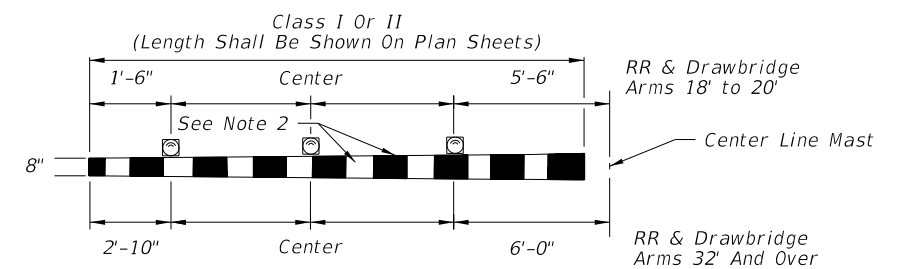 Class I Or II
(Length Shall Be Shown On Plan Sheets)
1'-6"
Center
5'-6"
RR & Drawbridge
Arms 18' to 20'
See Note 2
Center Line Mast
8"
2'-10"
Center
6'-0"
RR & Drawbridge
Arms 32' And Over